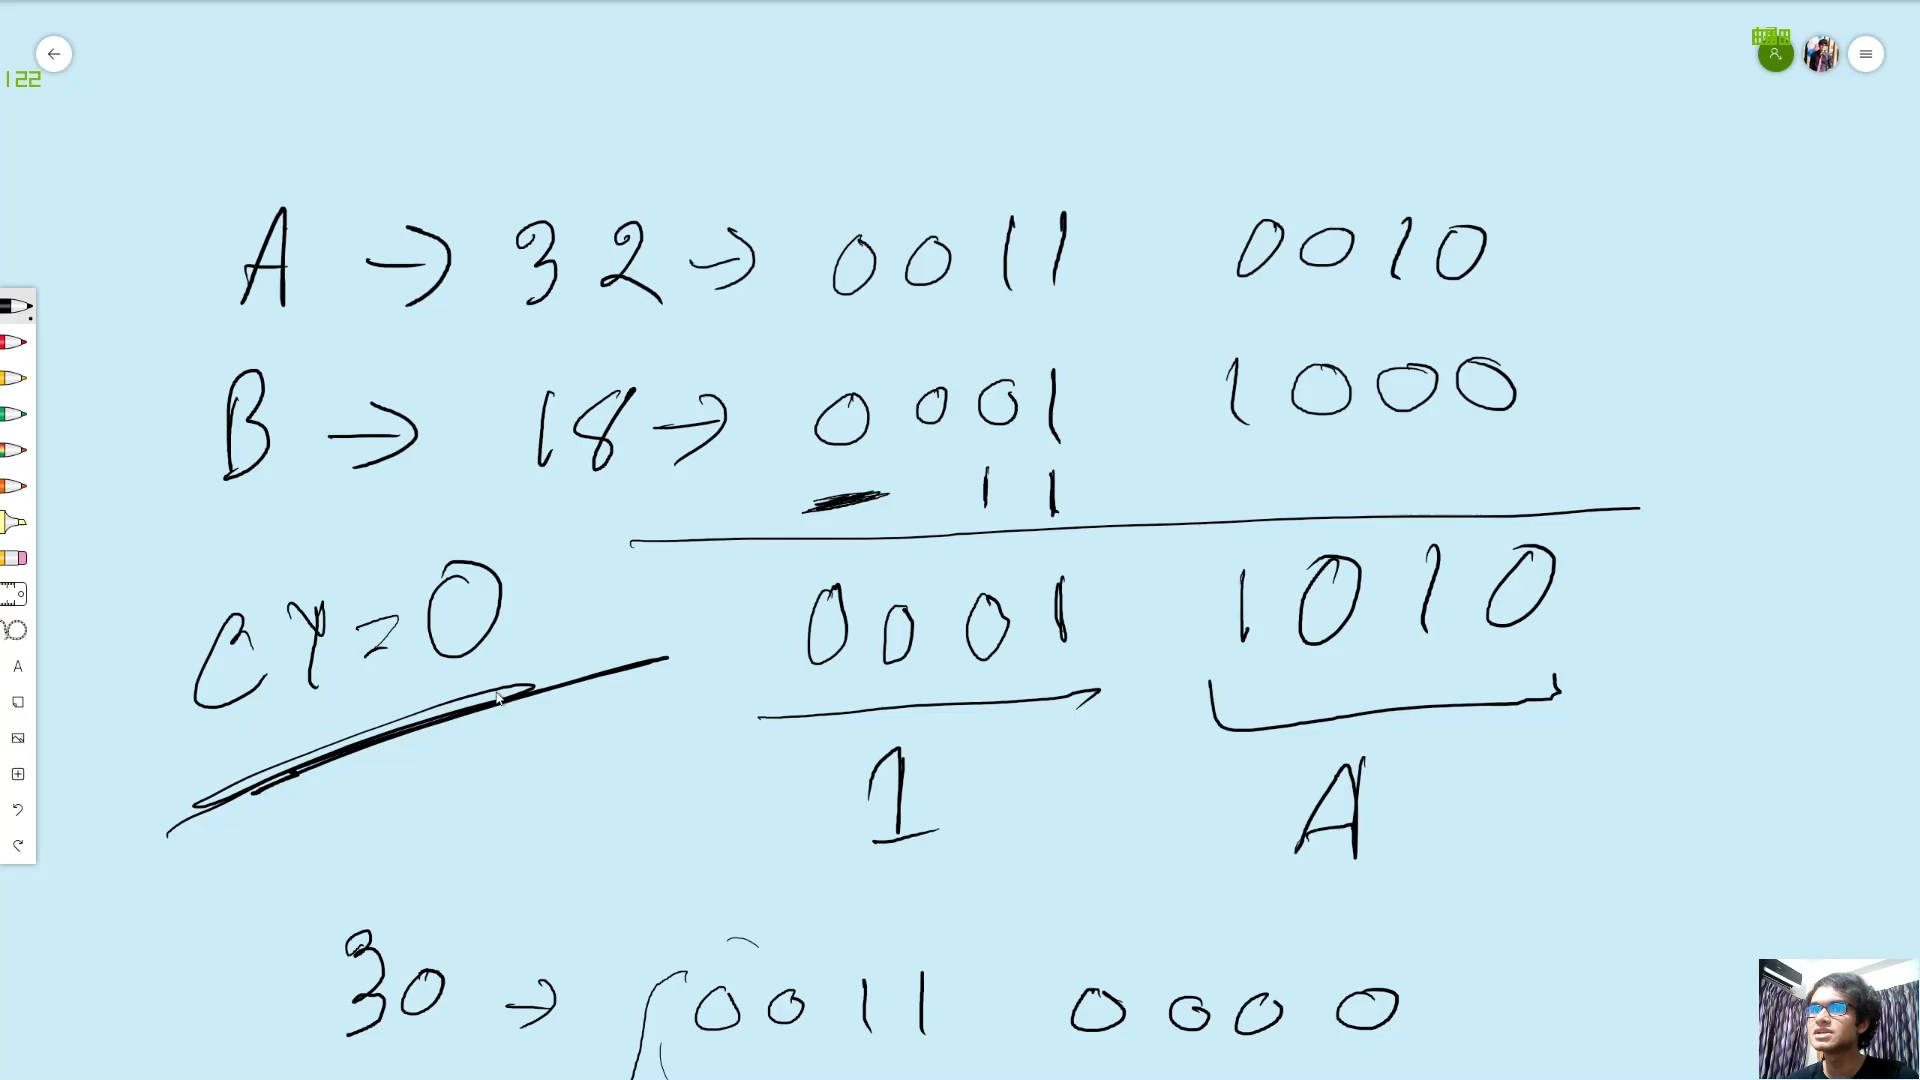 122
A → 32 → 0011 0010
B → 18 → 0001 1000
11
CY=0 0001 1010
1 A
30 → 0011 0000